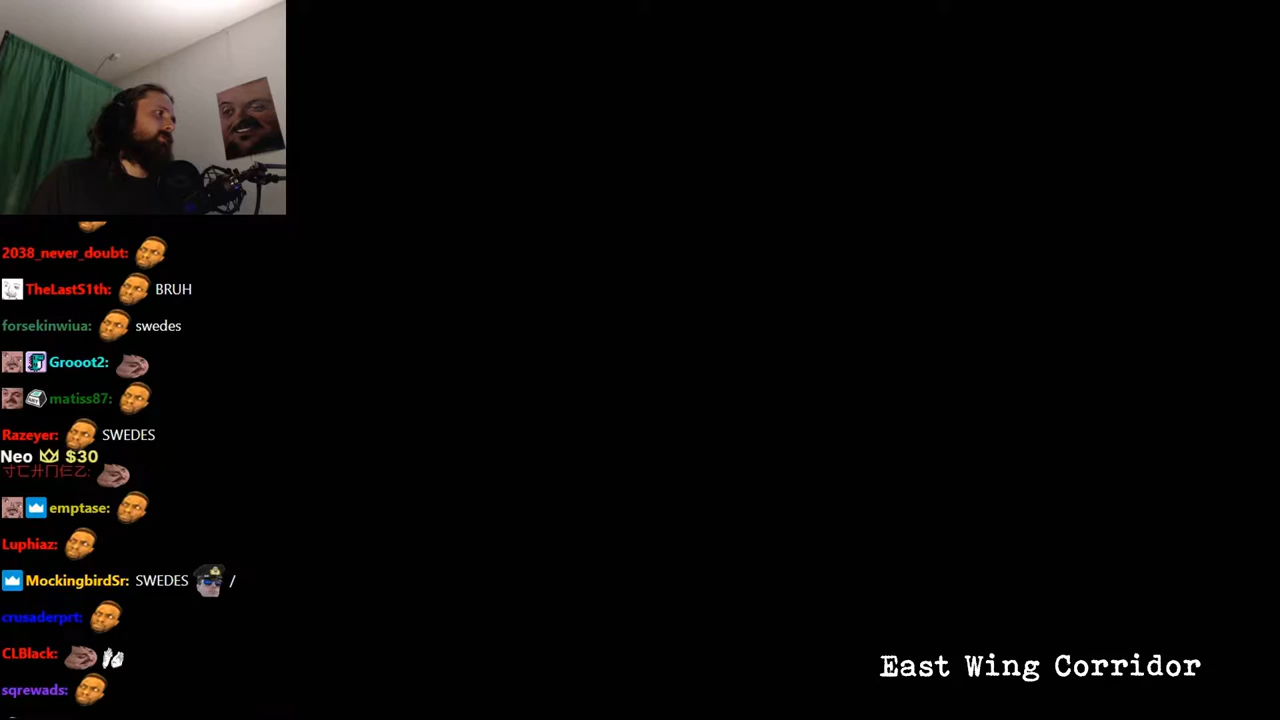 2038_never_doubt:
TheLastS1th: BRUH
forsekinwiua: swedes
Grooot2:
matiss87:
Razeyer: SWEDES
Neo $30
emptase:
Luphiaz:
MockingbirdSr: SWEDES /
crusaderprt:
CLBlack:
sqrewads:
East Wing Corridor